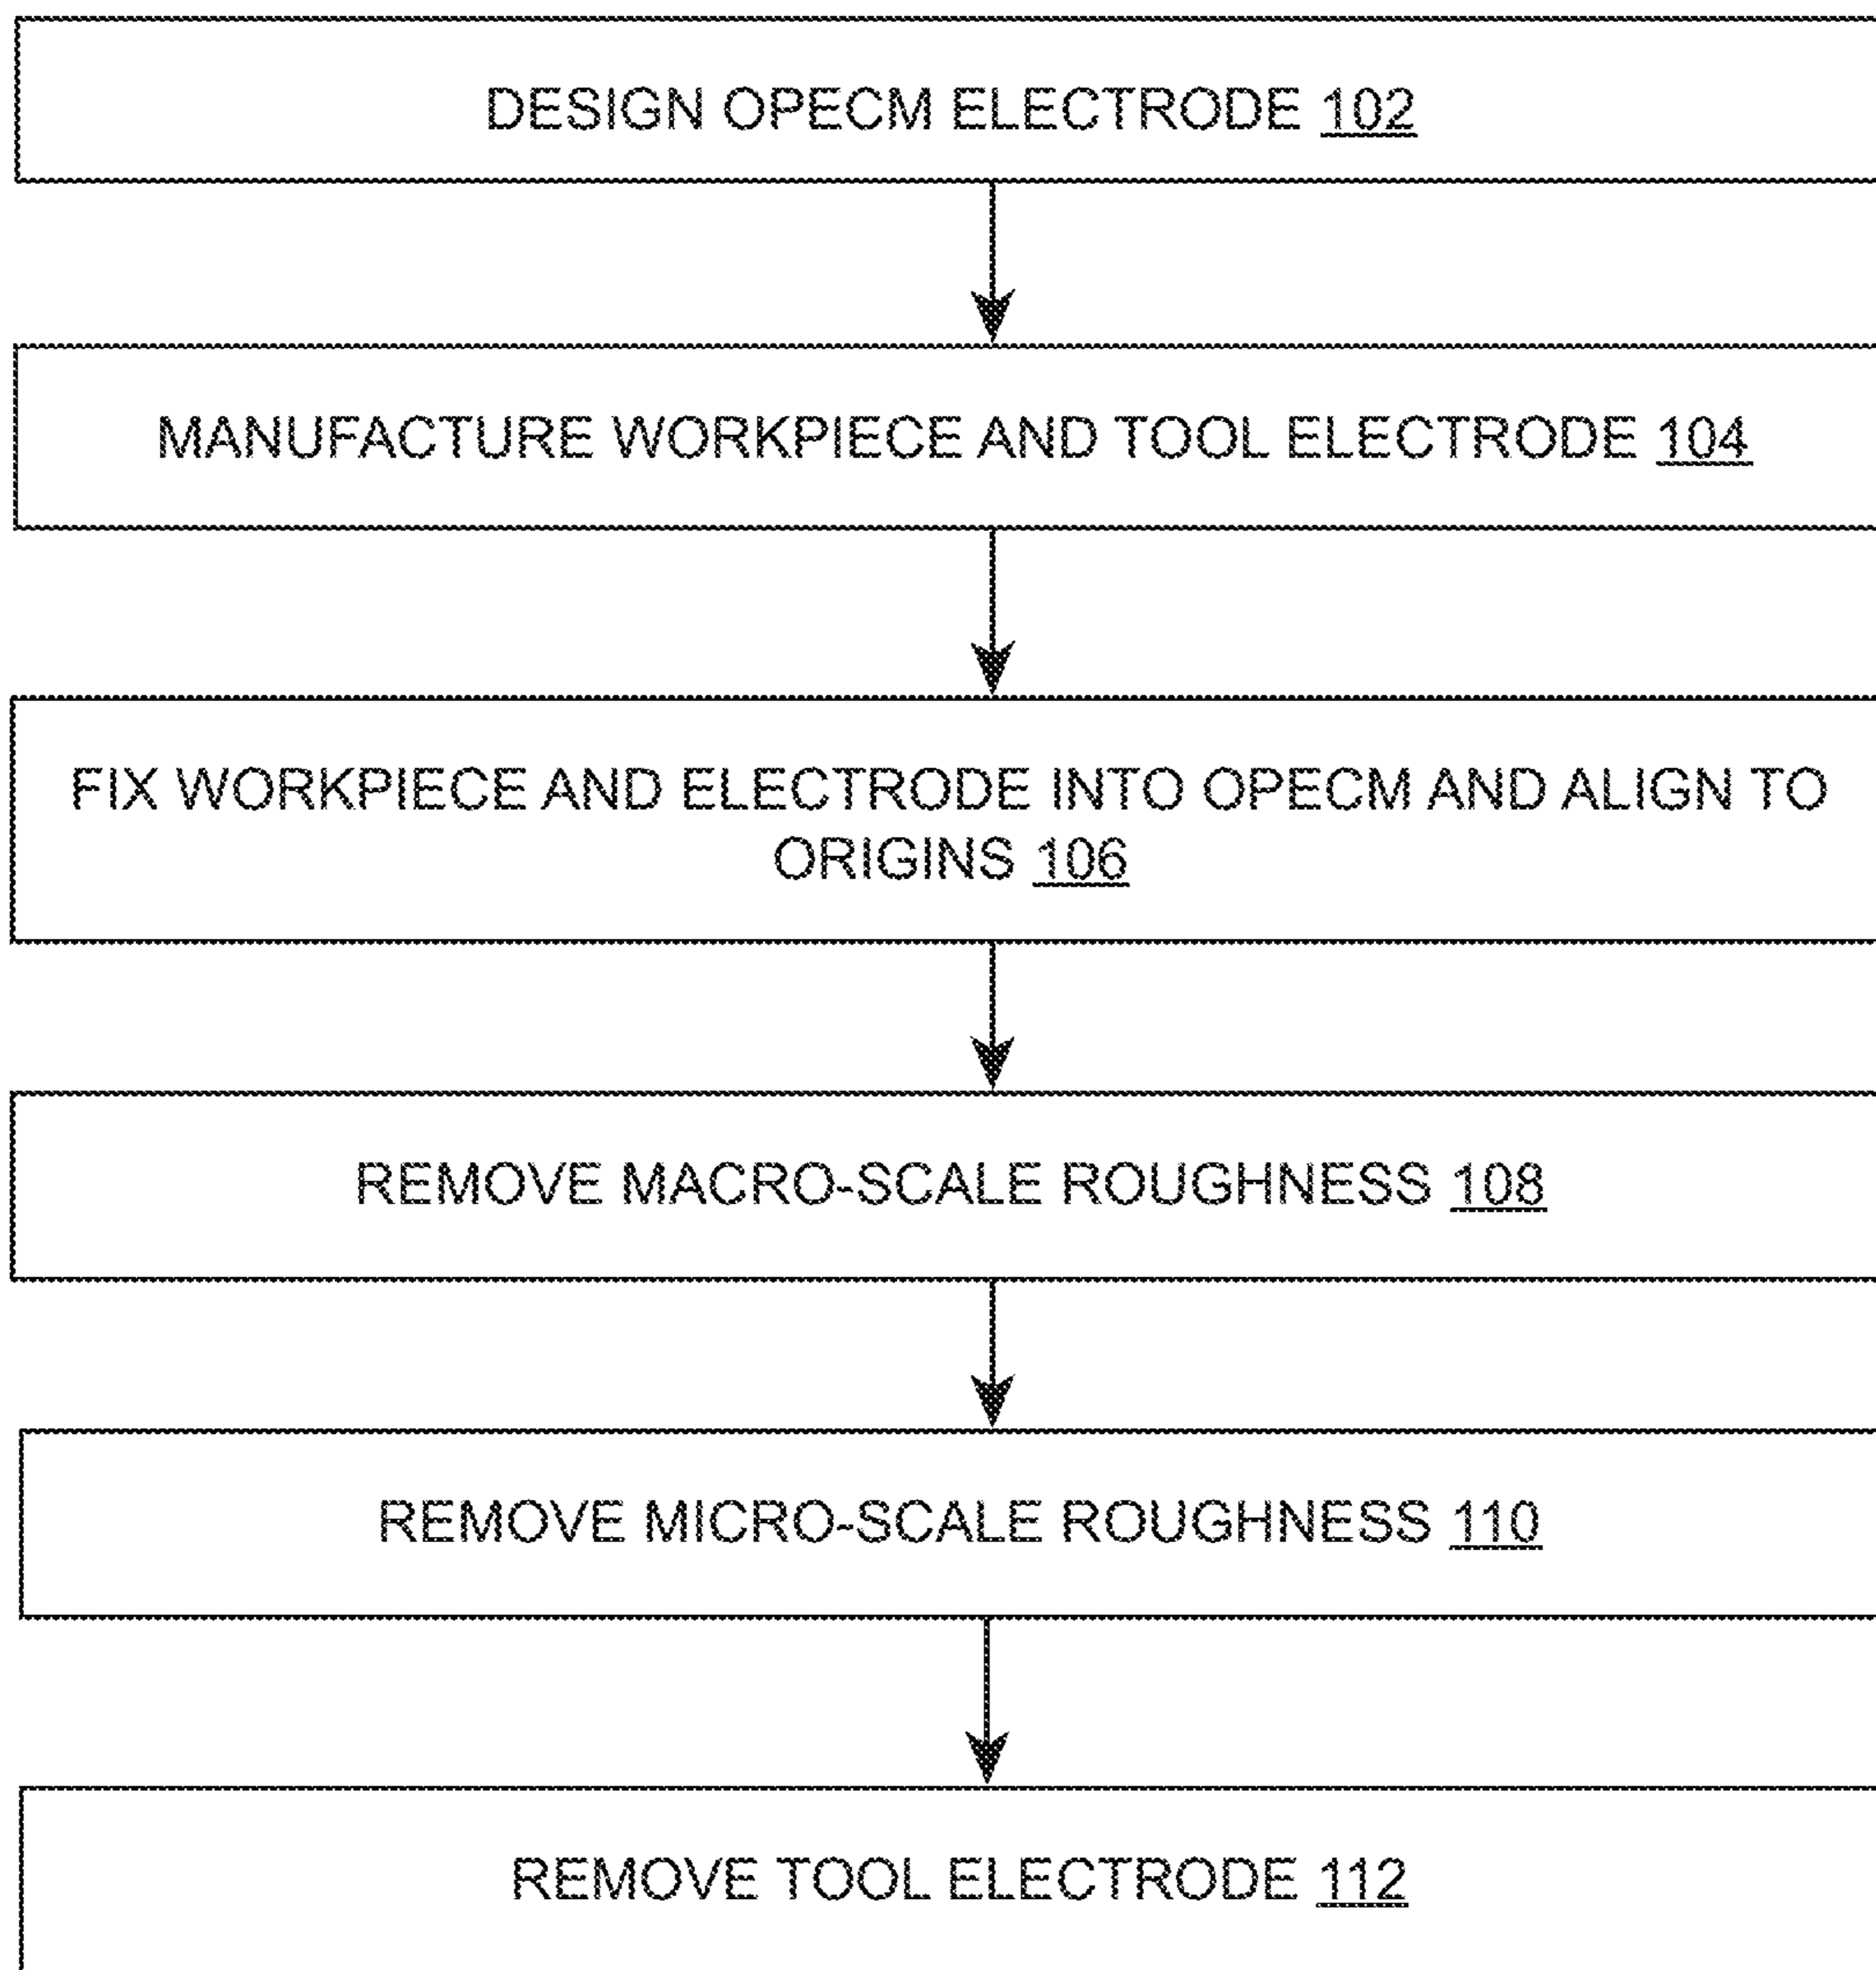 DESIGN OPECM ELECTRODE 102
MANUFACTURE WORKPIECE AND TOOL ELECTRODE 104
FIX WORKPIECE AND ELECTRODE INTO OPECM AND ALIGN TO
ORIGINS 106
REMOVE MACRO-SCALE ROUGHNESS 108
REMOVE MICRO-SCALE ROUGHNESS 110
REMOVE TOOL ELECTRODE 112